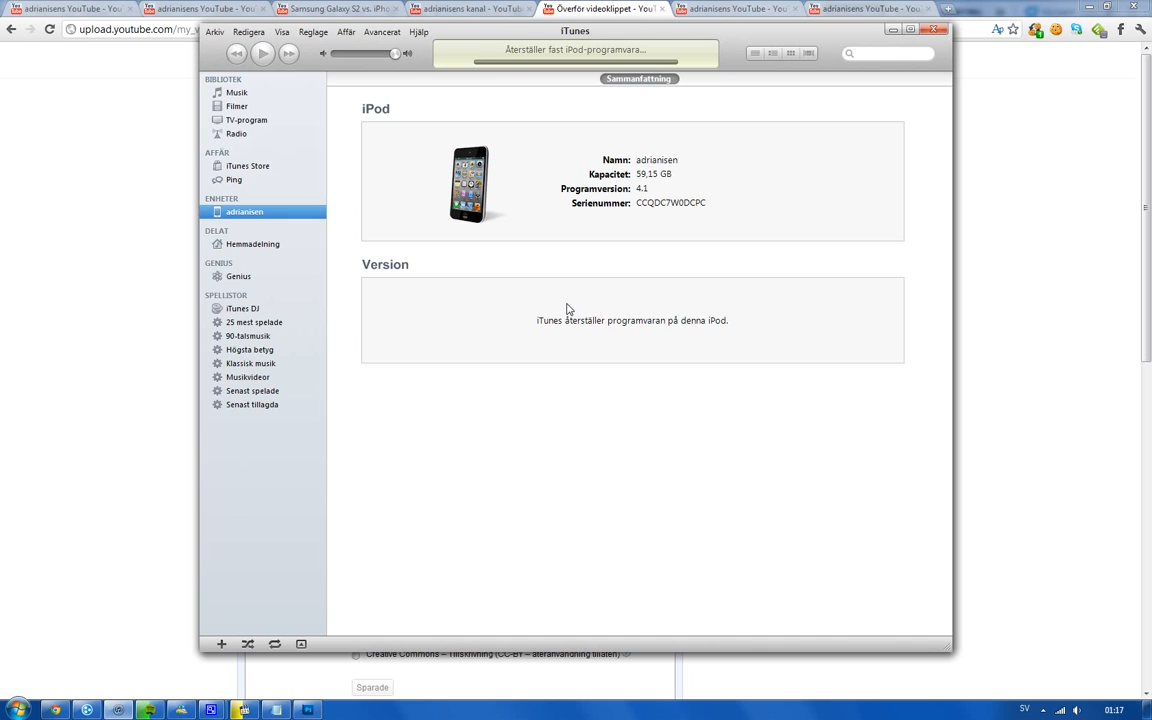 adrianisens YouTube - You
adrianisens YouTube - You
Samsung Galaxy S2 vs. iPho
adrianisens kanal - YouTub
Överför videoklippet - YouT
adrianisens YouTube - You
adrianisens YouTube - You
upload.youtube.com/my_v
iTunes
Arkiv Redigera Visa Reglage Affär Avancerat Hjälp
Återställer fast iPod-programvara...
Sammanfattning
BIBLIOTEK
Musik
Filmer
TV-program
Radio
AFFÄR
iTunes Store
Ping
ENHETER
adrianisen
DELAT
Hemmadelning
GENIUS
Genius
SPELLISTOR
iTunes DJ
25 mest spelade
90-talsmusik
Högsta betyg
Klassisk musik
Musikvideor
Senast spelade
Senast tillagda
iPod
Namn: adrianisen
Kapacitet: 59,15 GB
Programversion: 4.1
Serienummer: CCQDC7W0DCPC
Version
iTunes återställer programvaran på denna iPod.
Creative Commons – Tillskrivning (CC-BY – återanvändning tillåten)
Sparade
SV
01:17